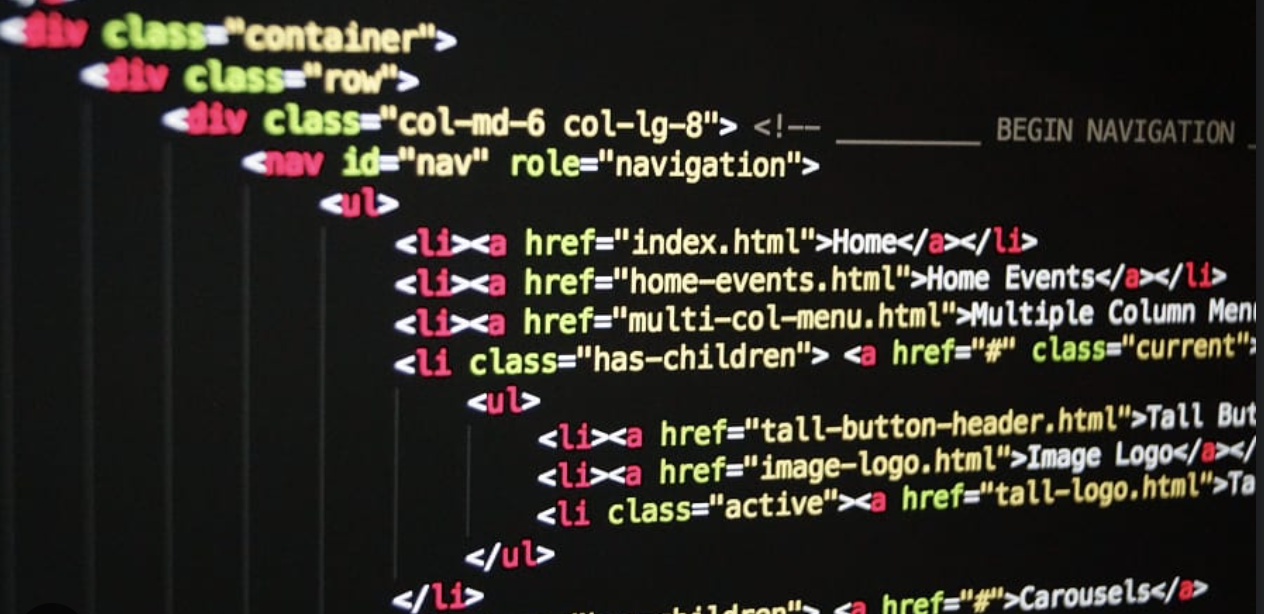 <div class="container">
<div class="row">
<div class="col-md-6 col-lg-8"> <!-- ________ BEGIN NAVIGATION _
<nav id="nav" role="navigation">
<ul>
<li><a href="index.html">Home</a></li>
<li><a href="home-events.html">Home Events</a></li>
<li><a href="multi-col-menu.html">Multiple Column Men
<li class="has-children"> <a href="#" class="current">
<ul>
<li><a href="tall-button-header.html">Tall But
<li><a href="image-logo.html">Image Logo</a></
<li class="active"><a href="tall-logo.html">Ta
</ul>
</li>
<a href="#">Carousels</a>